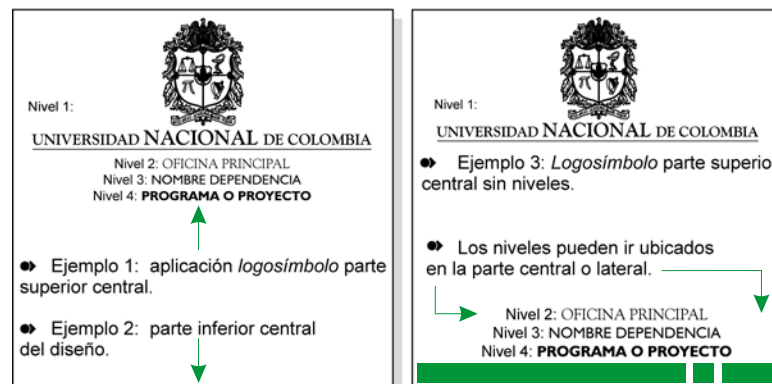 Nivel 1:
UNIVERSIDAD NACIONAL DE COLOMBIA
Nivel 2: OFICINA PRINCIPAL
Nivel 3: NOMBRE DEPENDENCIA
Nivel 4: PROGRAMA O PROYECTO
Ejemplo 1: aplicación logosímbolo parte
superior central.
Ejemplo 2: parte inferior central
del diseño.
Nivel 1:
UNIVERSIDAD NACIONAL DE COLOMBIA
Ejemplo 3: Logosímbolo parte superio
central sin niveles.
Los niveles pueden ir ubicados
en la parte central o lateral.
Nivel 2: OFICINA PRINCIPAL
Nivel 3: NOMBRE DEPENDENCIA
Nivel 4: PROGRAMA O PROYECTO